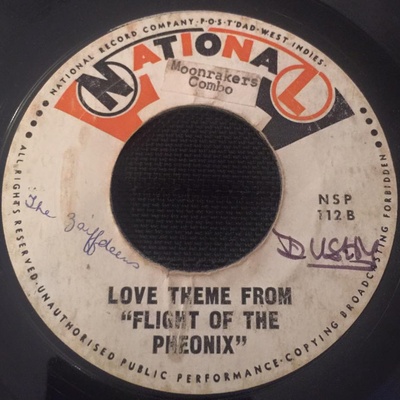 NATIONAL RECORD COMPANY-P·O·S·T'DAD-WEST INDIES·
NATIONAL
Moonrakers
Combo
NSP
112 B
The
DUSTY
LOVE THEME FROM
"FLIGHT OF THE
PHEONIX"
ALL RIGHTS RESERVED·UNAUTHORISED PUBLIC PERFORMANCE·COPYING BROADCASTING FORBIDDEN